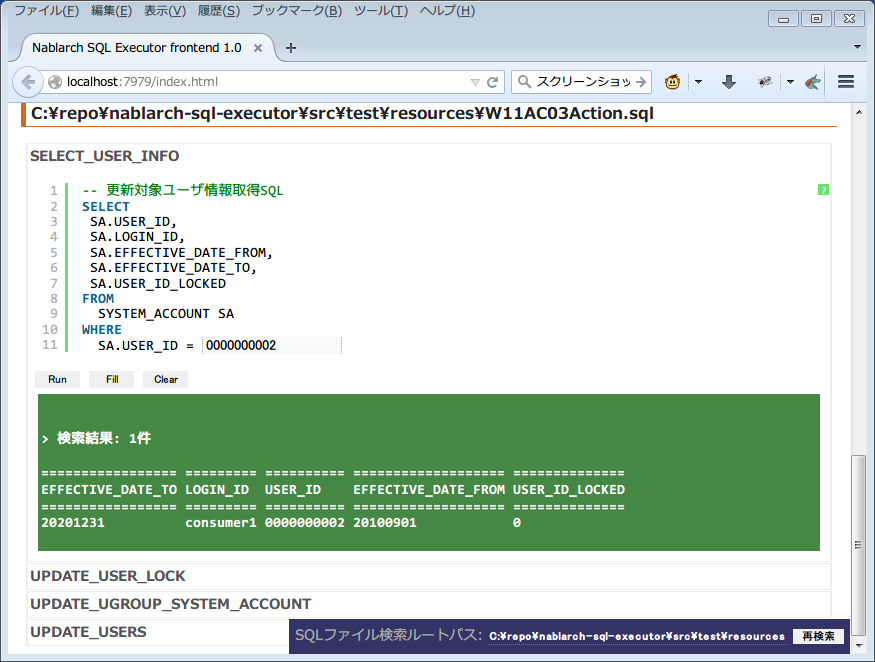 ファイル(F) 編集(E) 表示(V) 履歴(S) ブックマーク(B) ツール(T) ヘルプ(H)
Nablarch SQL Executor frontend 1.0
localhost:7979/index.html スクリーンショッ
C:¥repo¥nablarch-sql-executor¥src¥test¥resources¥W11AC03Action.sql
SELECT_USER_INFO
1 -- 更新対象ユーザ情報取得SQL
2 SELECT
3 SA.USER_ID,
4 SA.LOGIN_ID,
5 SA.EFFECTIVE_DATE_FROM,
6 SA.EFFECTIVE_DATE_TO,
7 SA.USER_ID_LOCKED
8 FROM
9 SYSTEM_ACCOUNT SA
10 WHERE
11 SA.USER_ID = 0000000002
?
Run Fill Clear
> 検索結果: 1件
================= ========= ========== =================== ==============
EFFECTIVE_DATE_TO LOGIN_ID USER_ID EFFECTIVE_DATE_FROM USER_ID_LOCKED
================= ========= ========== =================== ==============
20201231 consumer1 0000000002 20100901 0
UPDATE_USER_LOCK
UPDATE_UGROUP_SYSTEM_ACCOUNT
UPDATE_USERS
SQLファイル検索ルートパス: C:¥repo¥nablarch-sql-executor¥src¥test¥resources 再検索